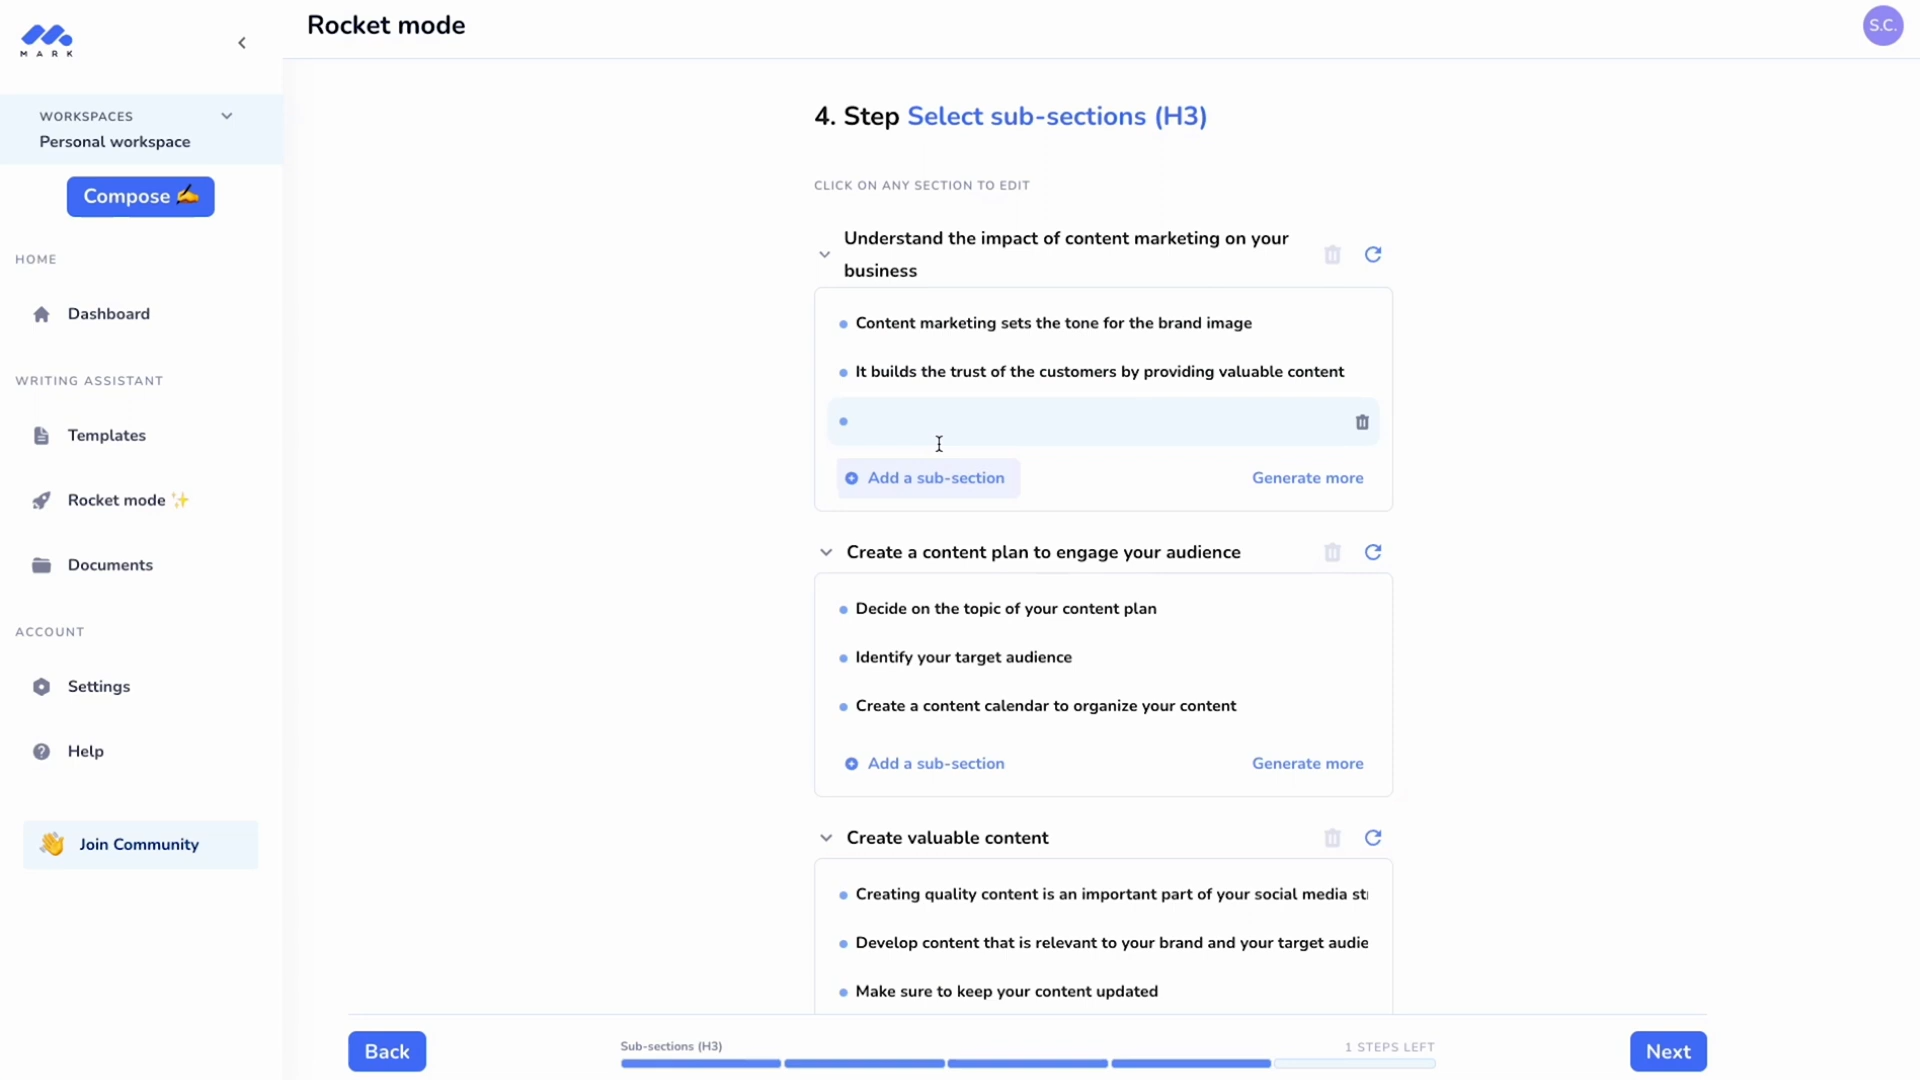 Rocket mode
S.C.
MARK
WORKSPACES
Personal workspace
Compose ✍️
HOME
Dashboard
WRITING ASSISTANT
Templates
Rocket mode ✨
Documents
ACCOUNT
Settings
Help
👋 Join Community
4. Step Select sub-sections (H3)
CLICK ON ANY SECTION TO EDIT
Understand the impact of content marketing on your
business
Content marketing sets the tone for the brand image
It builds the trust of the customers by providing valuable content
Add a sub-section
Generate more
Create a content plan to engage your audience
Decide on the topic of your content plan
Identify your target audience
Create a content calendar to organize your content
Add a sub-section
Generate more
Create valuable content
Creating quality content is an important part of your social media st
Develop content that is relevant to your brand and your target audie
Make sure to keep your content updated
Back
Sub-sections (H3)
1 STEPS LEFT
Next